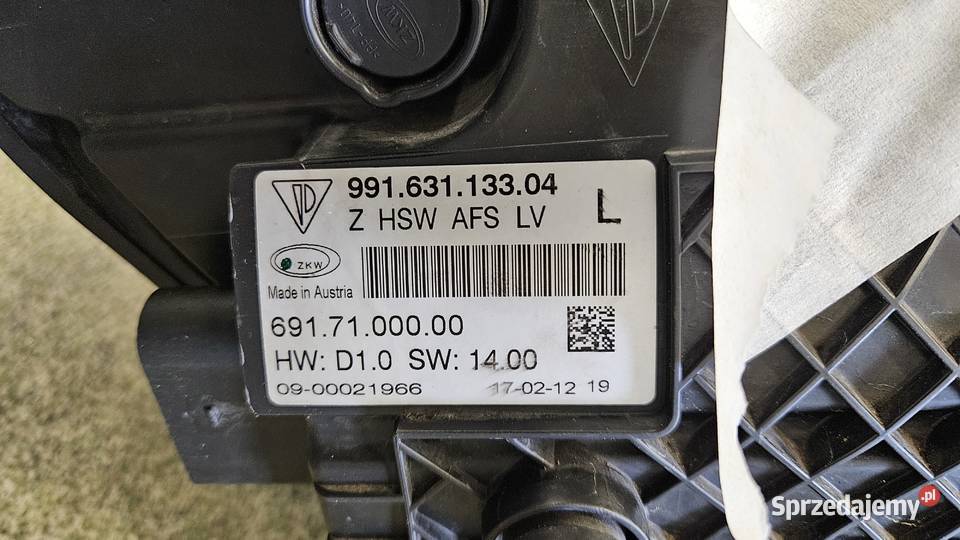 ZKW
991.631.133.04
Z HSW AFS LV L
ZKW
Made in Austria
691.71.000.00
HW: D1.0 SW: 14.00
09-00021966 17-02-12 19
Sprzedajemy.pl